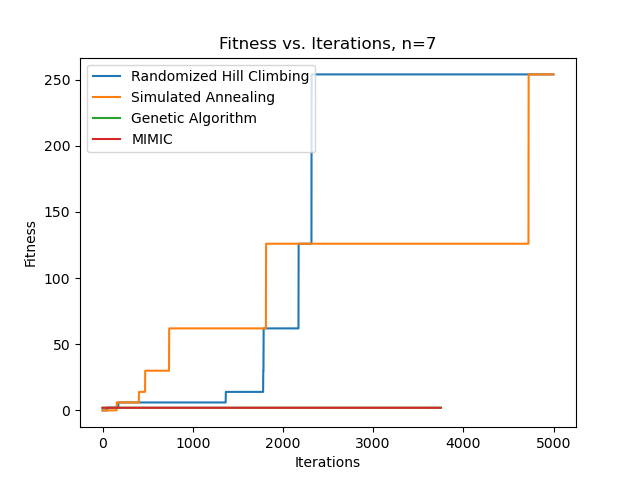 Fitness vs. Iterations, n=7
Randomized Hill Climbing
Simulated Annealing
Genetic Algorithm
MIMIC
250
200
150
100
50
0
Fitness
0 1000 2000 3000 4000 5000
Iterations